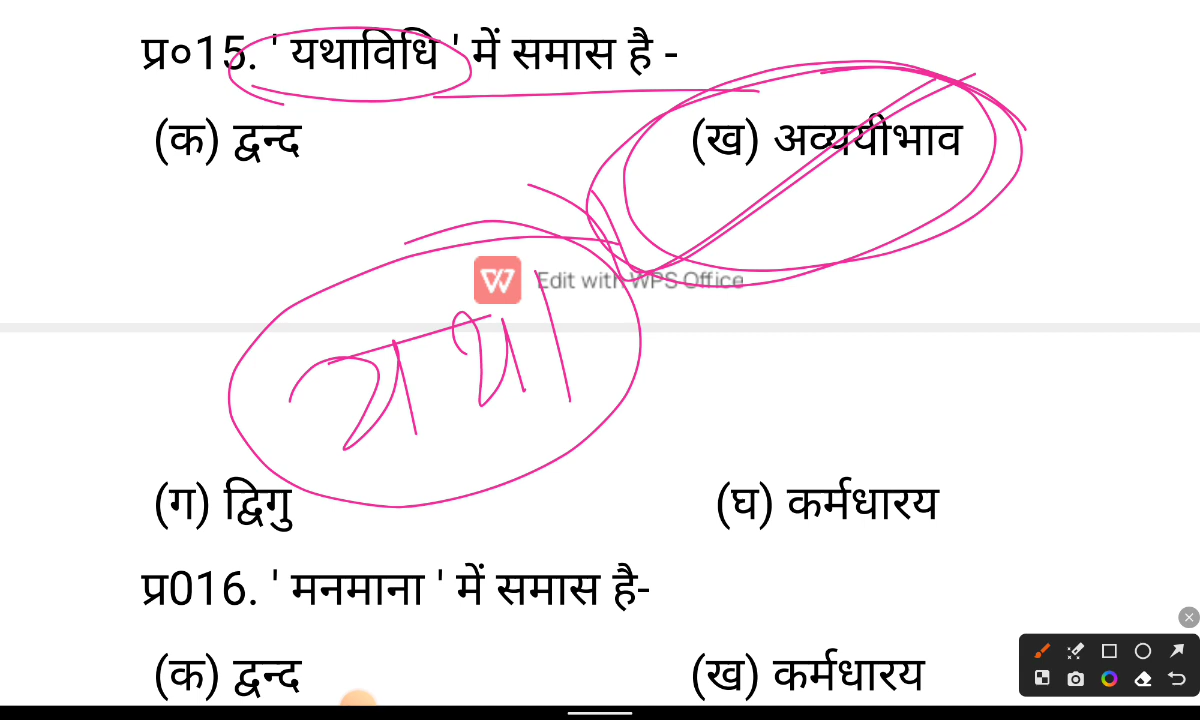 प्र०15. ' यथाविधि ' में समास है -
(क) द्वन्द (ख) अव्ययीभाव
Edit with WPS Office
यथा
(ग) द्विगु (घ) कर्मधारय
प्र016. ' मनमाना ' में समास है-
(क) द्वन्द (ख) कर्मधारय